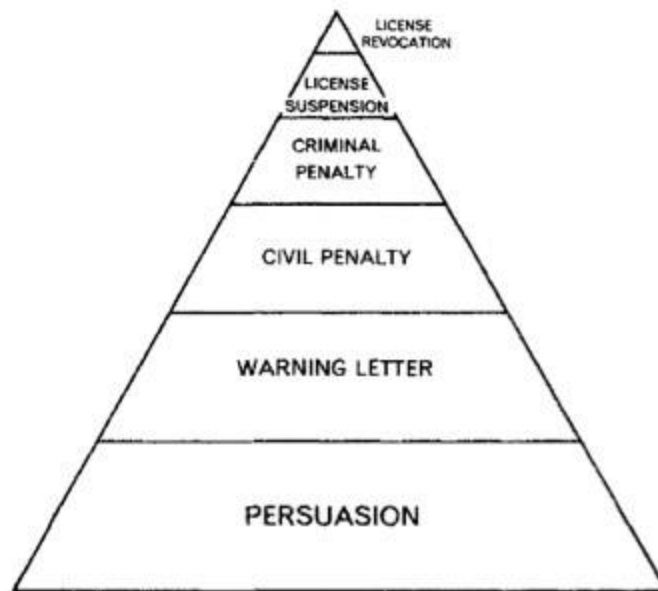 LICENSE
REVOCATION
LICENSE
SUSPENSION
CRIMINAL
PENALTY
CIVIL PENALTY
WARNING LETTER
PERSUASION